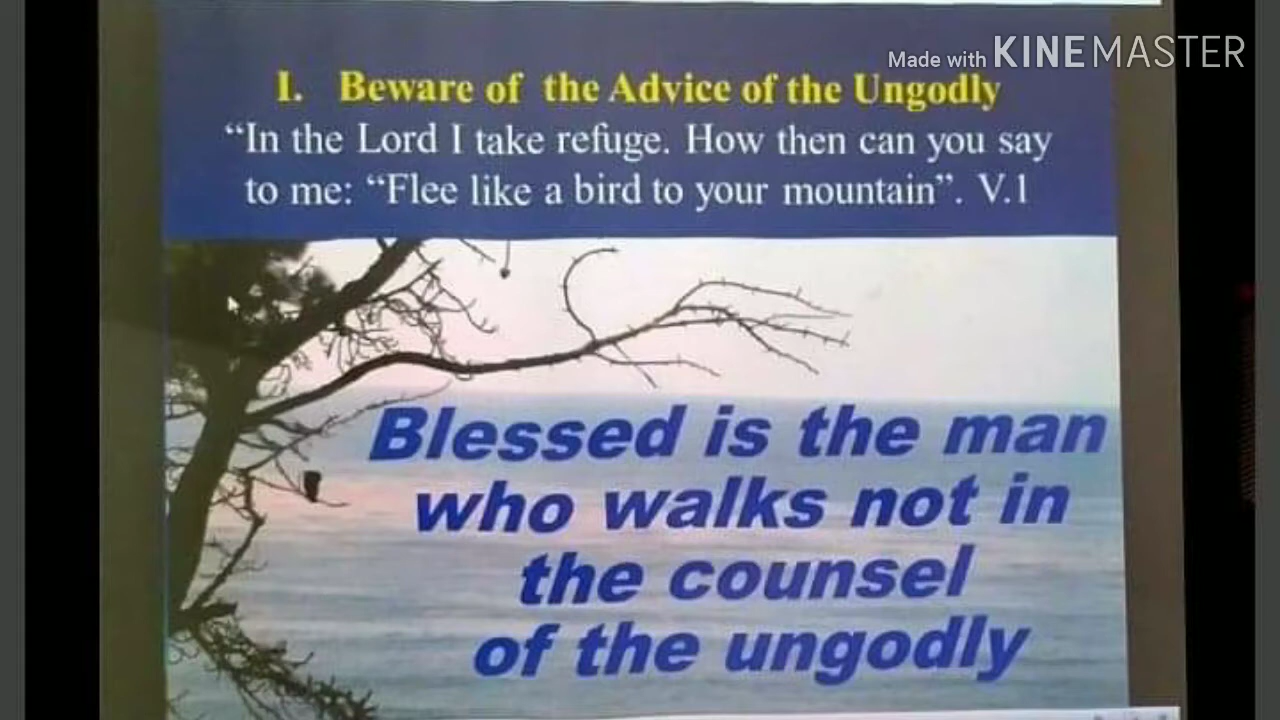 Made with KINEMASTER
I. Beware of the Advice of the Ungodly
“In the Lord I take refuge. How then can you say
to me: “Flee like a bird to your mountain”. V.1
Blessed is the man
who walks not in
the counsel
of the ungodly